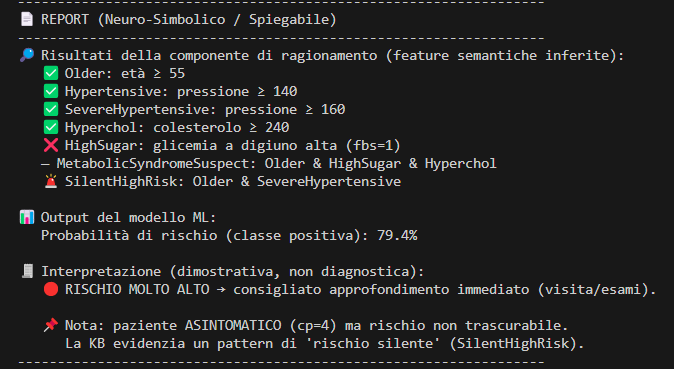 ----------------------------------------------------------------
📄 REPORT (Neuro-Simbolico / Spiegabile)
----------------------------------------------------------------
🔎 Risultati della componente di ragionamento (feature semantiche inferite):
✅ Older: età ≥ 55
✅ Hypertensive: pressione ≥ 140
✅ SevereHypertensive: pressione ≥ 160
✅ Hyperchol: colesterolo ≥ 240
❌ HighSugar: glicemia a digiuno alta (fbs=1)
— MetabolicSyndromeSuspect: Older & HighSugar & Hyperchol
🚨 SilentHighRisk: Older & SevereHypertensive
📊 Output del modello ML:
Probabilità di rischio (classe positiva): 79.4%
🧾 Interpretazione (dimostrativa, non diagnostica):
🔴 RISCHIO MOLTO ALTO → consigliato approfondimento immediato (visita/esami).
📌 Nota: paziente ASINTOMATICO (cp=4) ma rischio non trascurabile.
La KB evidenzia un pattern di 'rischio silente' (SilentHighRisk).
----------------------------------------------------------------